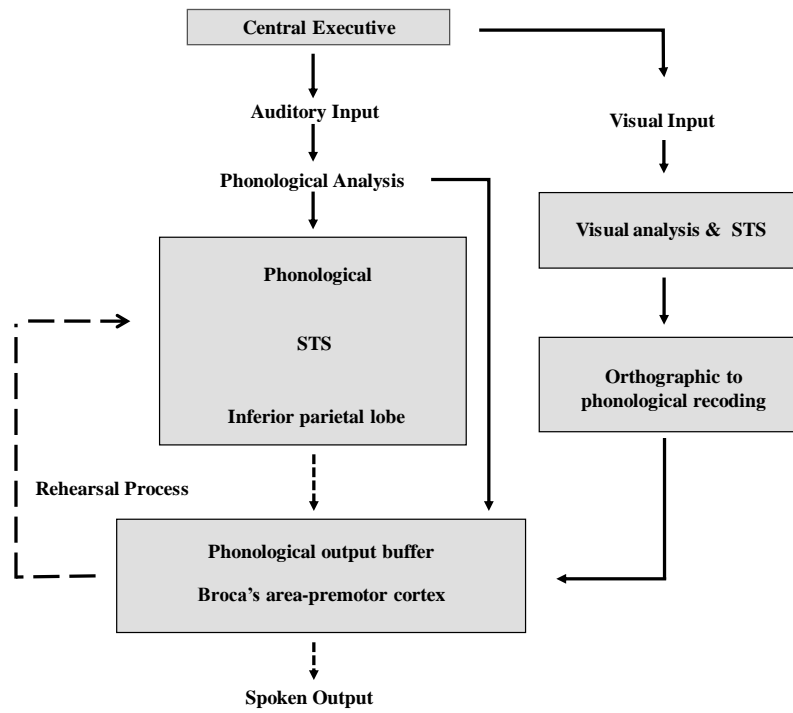 Central Executive
Auditory Input
Visual Input
Phonological Analysis
Visual analysis & STS
Phonological
STS
Inferior parietal lobe
Orthographic to
phonological recoding
Rehearsal Process
Phonological output buffer
Broca’s area-premotor cortex
Spoken Output